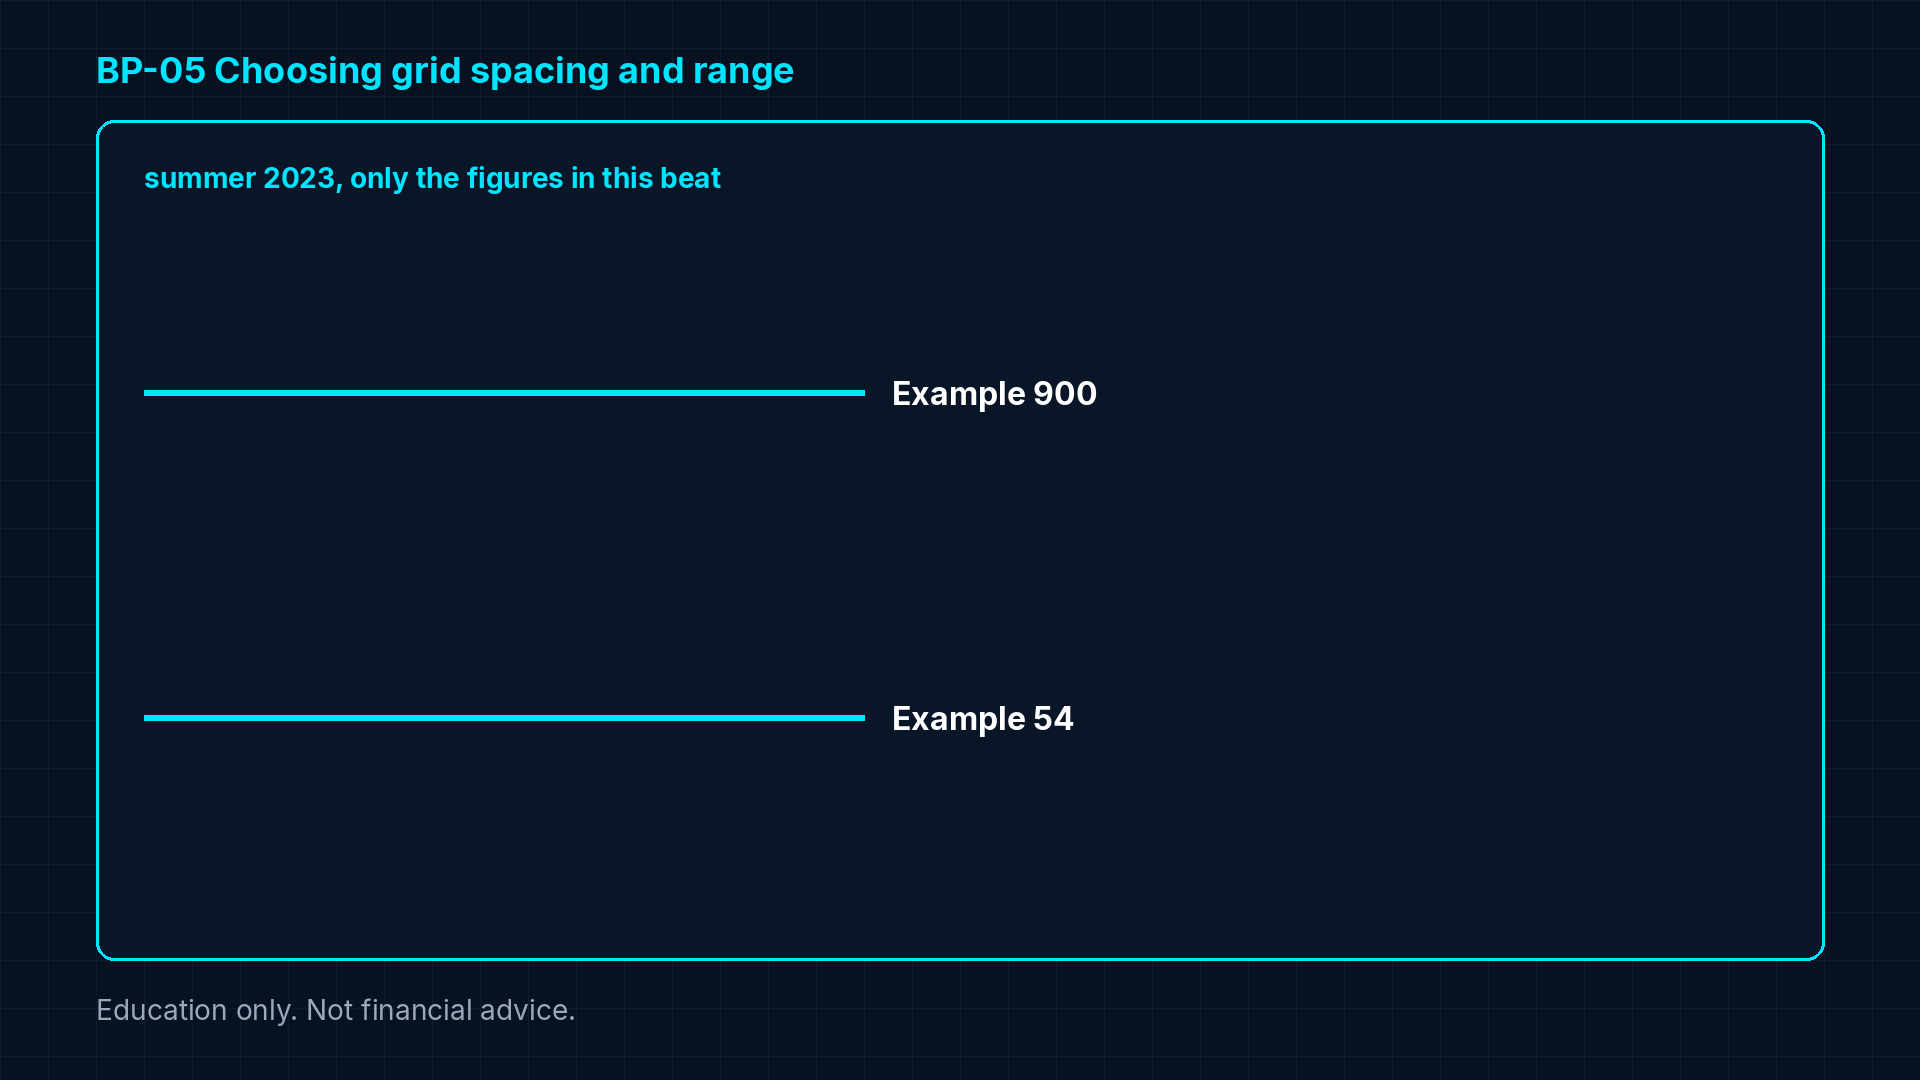 BP-05 Choosing grid spacing and range
summer 2023, only the figures in this beat
Example 900
Example 54
Education only. Not financial advice.